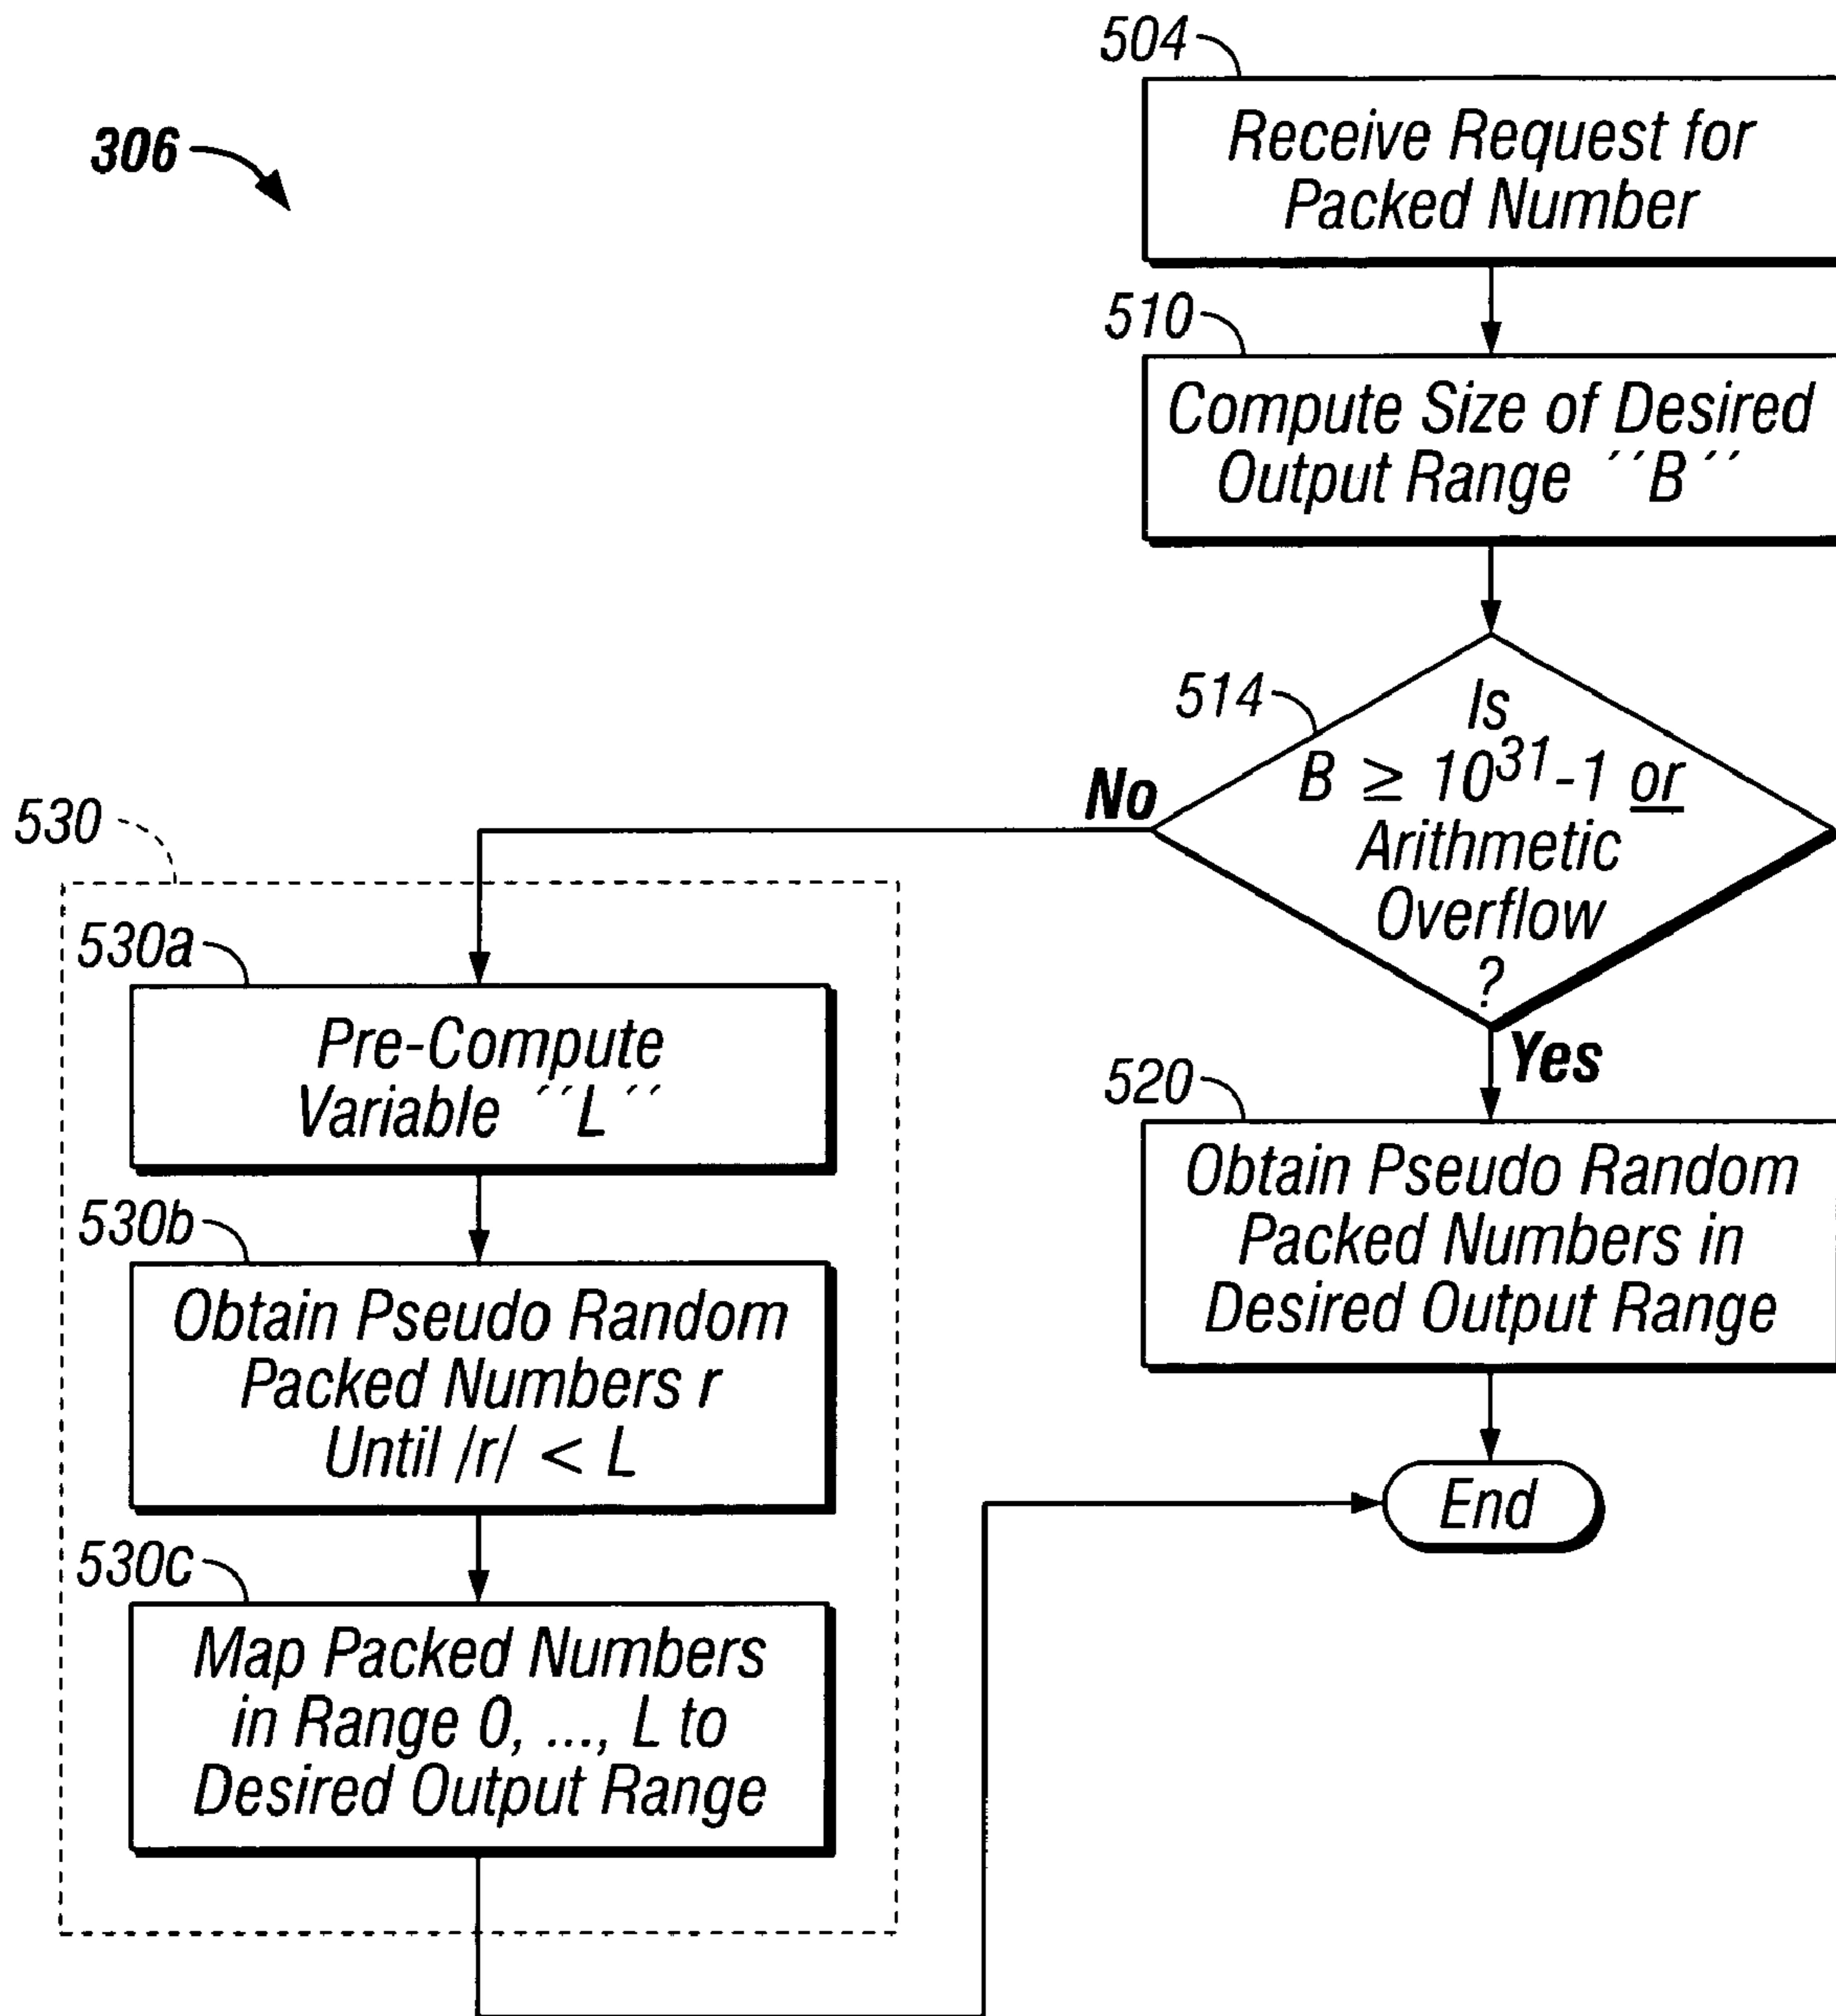 306
504
Receive Request for
Packed Number
510
Compute Size of Desired
Output Range ´´B´´
514
Is
B ≥ 10³¹-1 or
Arithmetic
Overflow
?
No
Yes
520
Obtain Pseudo Random
Packed Numbers in
Desired Output Range
End
530
530a
Pre-Compute
Variable ´´L´´
530b
Obtain Pseudo Random
Packed Numbers r
Until /r/ < L
530c
Map Packed Numbers
in Range 0, ..., L to
Desired Output Range